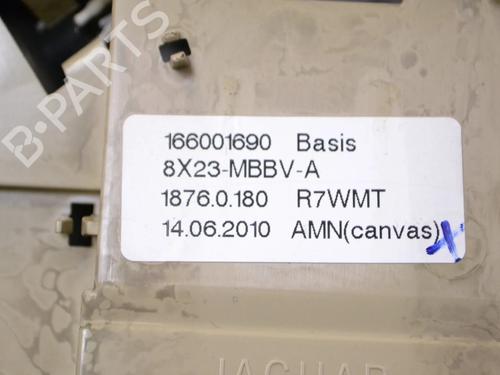 B-PARTS
166001690 Basis
8X23-MBBV-A
1876.0.180 R7WMT
14.06.2010 AMN(canvas)
JAGUAR